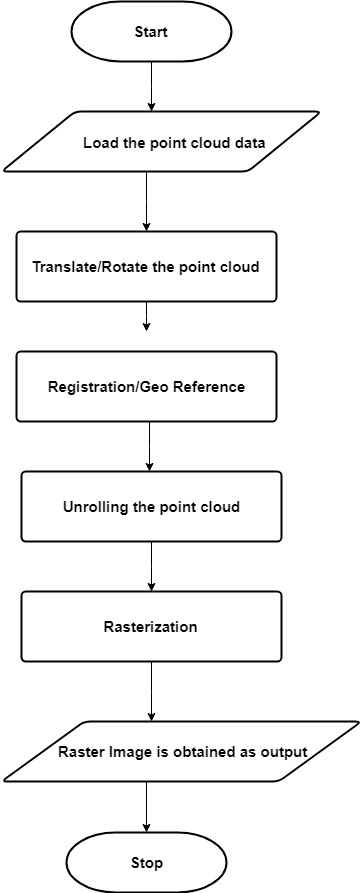 Start
Load the point cloud data
Translate/Rotate the point cloud
Registration/Geo Reference
Unrolling the point cloud
Rasterization
Raster Image is obtained as output
Stop